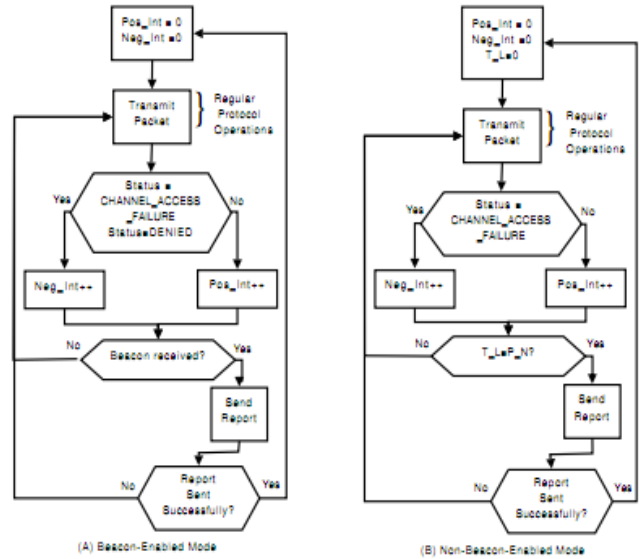 Pos_Int = 0
Neg_Int =0
Transmit
Packet
Regular
Protocol
Operations
Status =
CHANNEL_ACCESS
_FAILURE
Status=DENIED
Yes
No
Neg_Int++
Pos_Int++
Beacon received?
No
Yes
Send
Report
Report
Sent
Successfully?
No
Yes
(A) Beacon-Enabled Mode
Pos_Int = 0
Neg_Int =0
T_L=0
Transmit
Packet
Regular
Protocol
Operations
Status =
CHANNEL_ACCESS
_FAILURE
Yes
No
Neg_Int++
Pos_Int++
T_L=P_N?
No
Yes
Send
Report
Report
Sent
Successfully?
No
Yes
(B) Non-Beacon-Enabled Mode